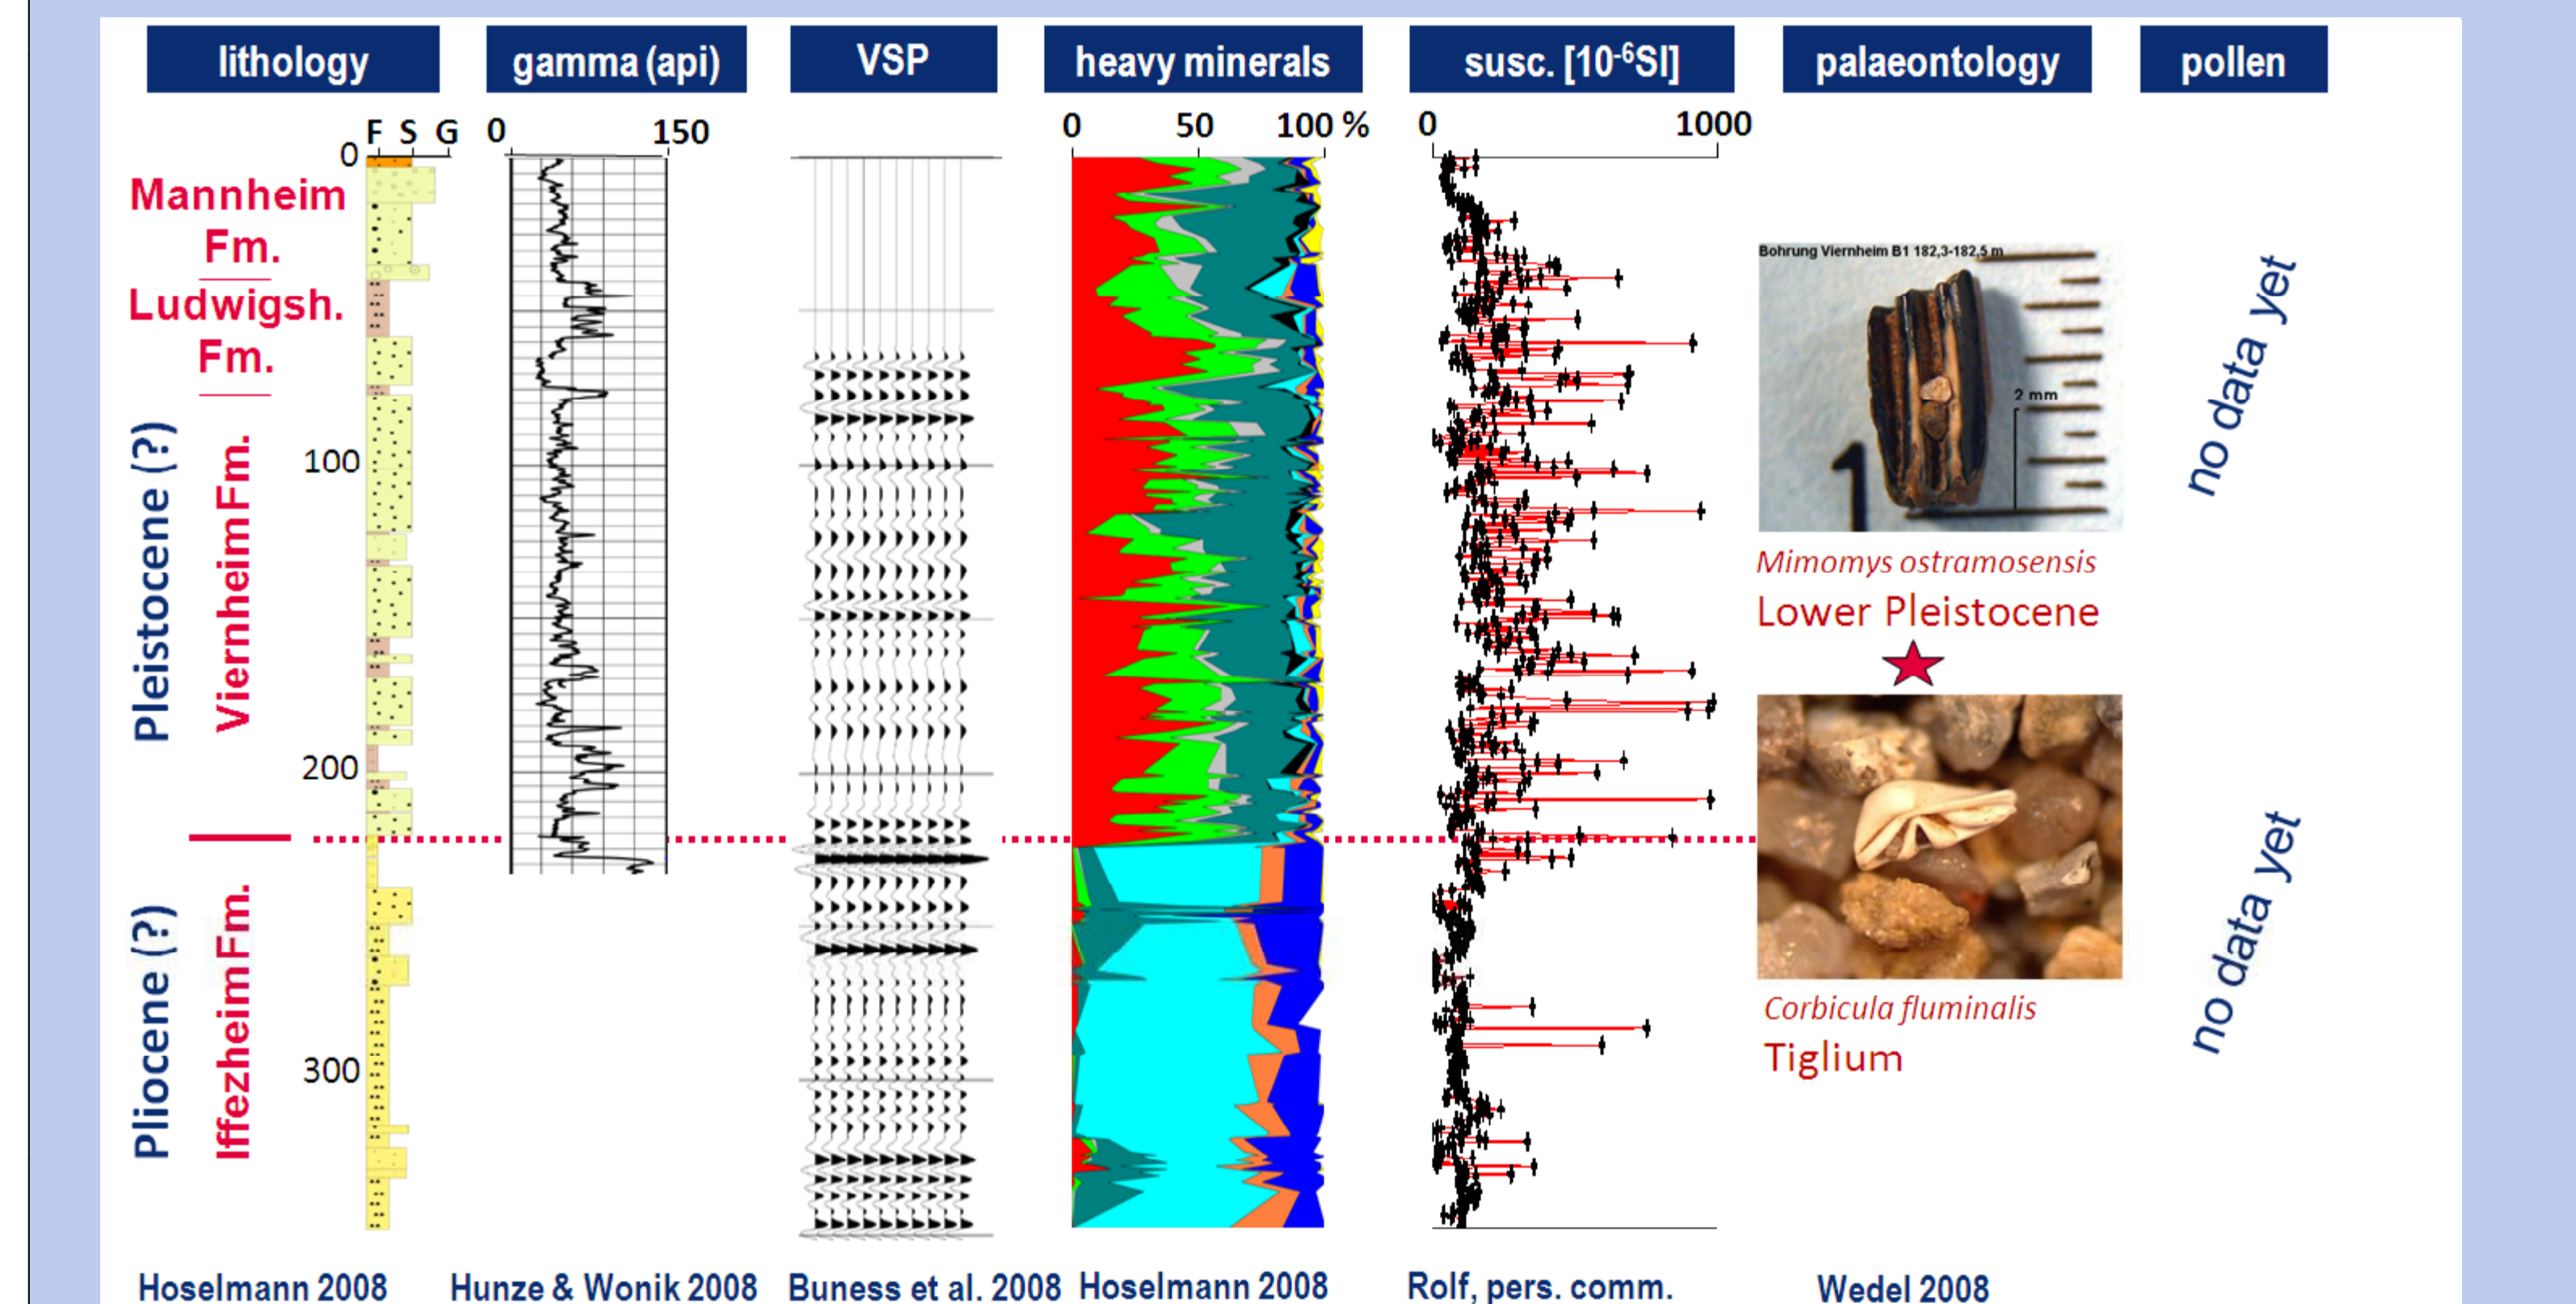 lithology
gamma (api)
VSP
heavy minerals
susc. [10⁻⁶SI]
palaeontology
pollen
F S G
0 150
0 50 100 %
0 1000
0
100
200
300
Mannheim
Fm.
Ludwigsh.
Fm.
Pleistocene (?)
Viernheim Fm.
Pliocene (?)
Iffezheim Fm.
Bohrung Viernheim B1 182,3-182,5 m
2 mm
1
Mimomys ostramosensis
Lower Pleistocene
Corbicula fluminalis
Tiglium
no data yet
no data yet
Hoselmann 2008
Hunze & Wonik 2008
Buness et al. 2008
Hoselmann 2008
Rolf, pers. comm.
Wedel 2008